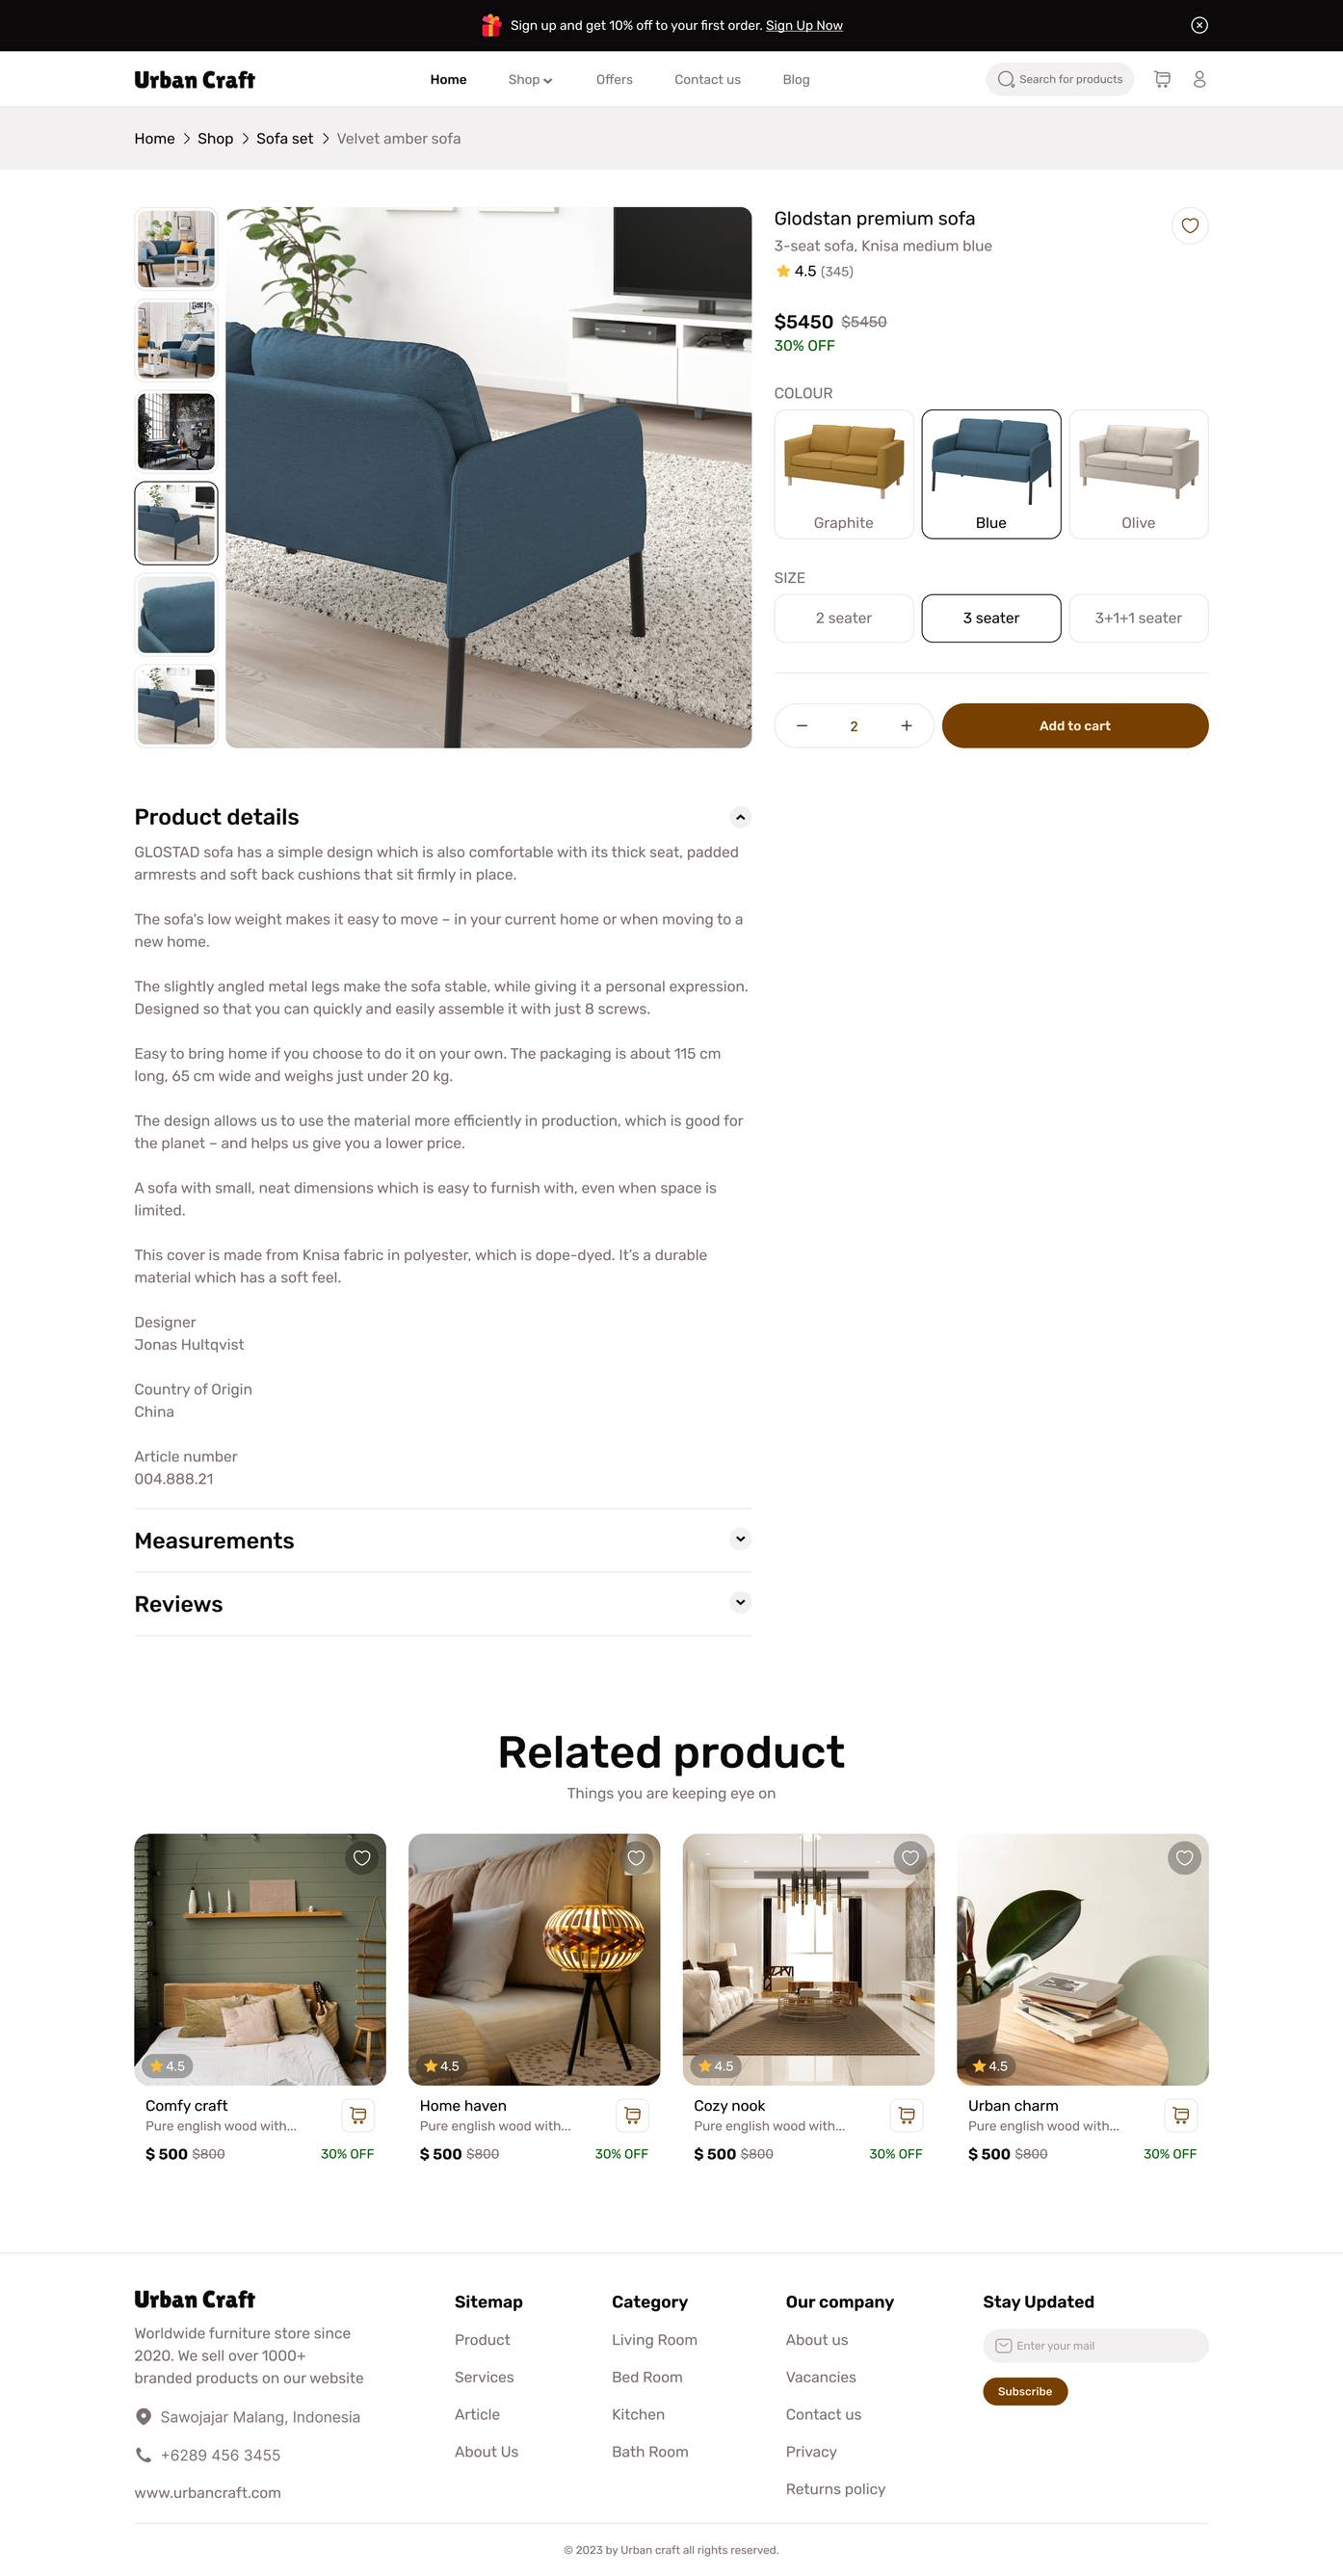 Sign up and get 10% off to your first order. Sign Up Now
Urban Craft
Home
Shop
Offers
Contact us
Blog
Search for products
Home
Shop
Sofa set
Velvet amber sofa
Glodstan premium sofa
3-seat sofa, Knisa medium blue
4.5 (345)
$5450 $5450
30% OFF
COLOUR
Graphite
Blue
Olive
SIZE
2 seater
3 seater
3+1+1 seater
2
Add to cart
Product details
GLOSTAD sofa has a simple design which is also comfortable with its thick seat, padded
armrests and soft back cushions that sit firmly in place.
The sofa's low weight makes it easy to move – in your current home or when moving to a
new home.
The slightly angled metal legs make the sofa stable, while giving it a personal expression.
Designed so that you can quickly and easily assemble it with just 8 screws.
Easy to bring home if you choose to do it on your own. The packaging is about 115 cm
long, 65 cm wide and weighs just under 20 kg.
The design allows us to use the material more efficiently in production, which is good for
the planet – and helps us give you a lower price.
A sofa with small, neat dimensions which is easy to furnish with, even when space is
limited.
This cover is made from Knisa fabric in polyester, which is dope-dyed. It's a durable
material which has a soft feel.
Designer
Jonas Hultqvist
Country of Origin
China
Article number
004.888.21
Measurements
Reviews
Related product
Things you are keeping eye on
4.5
4.5
4.5
4.5
Comfy craft
Pure english wood with...
$ 500 $800
30% OFF
Home haven
Pure english wood with...
$ 500 $800
30% OFF
Cozy nook
Pure english wood with...
$ 500 $800
30% OFF
Urban charm
Pure english wood with...
$ 500 $800
30% OFF
Urban Craft
Worldwide furniture store since
2020. We sell over 1000+
branded products on our website
Sawojajar Malang, Indonesia
+6289 456 3455
www.urbancraft.com
Sitemap
Product
Services
Article
About Us
Category
Living Room
Bed Room
Kitchen
Bath Room
Our company
About us
Vacancies
Contact us
Privacy
Returns policy
Stay Updated
Enter your mail
Subscribe
© 2023 by Urban craft all rights reserved.